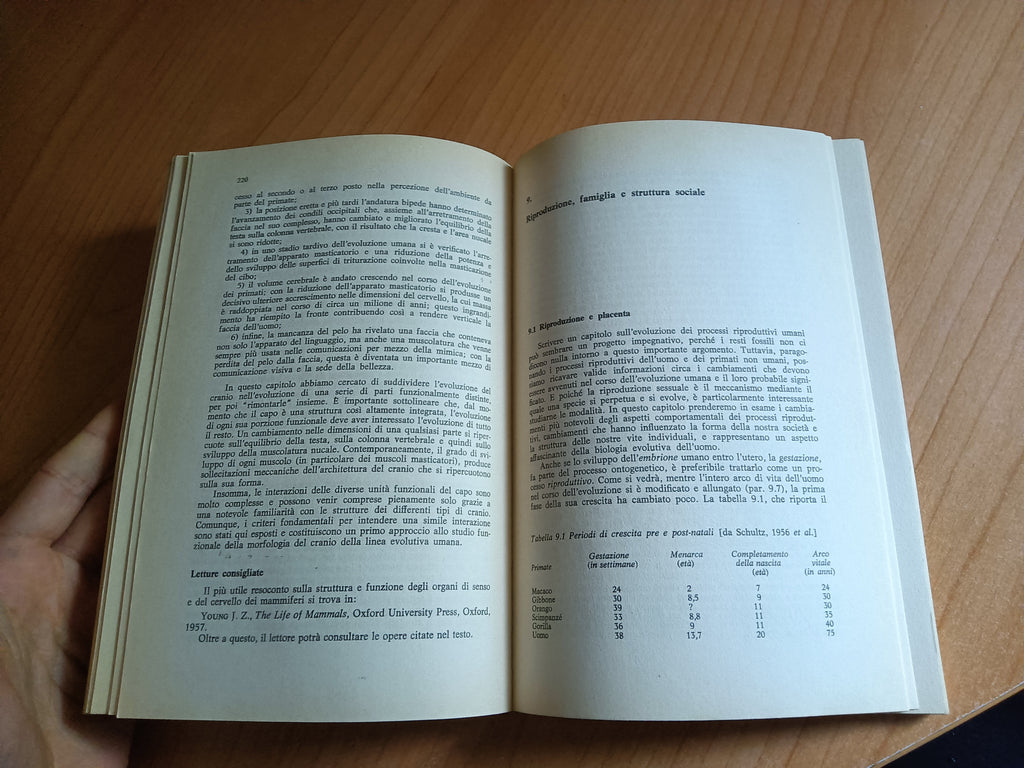 220
cesso al secondo o al terzo posto nella percezione dell'ambiente da
parte del primate;
3) la posizione eretta e più tardi l'andatura bipede hanno determinato
l'avanzamento dei condili occipitali che, assieme all'arretramento della
faccia nel suo complesso, hanno cambiato e migliorato l'equilibrio della
testa sulla colonna vertebrale, con il risultato che la cresta e l'area nucale
si sono ridotte;
4) in uno stadio tardivo dell'evoluzione umana si è verificato l'arre-
tramento dell'apparato masticatorio e una riduzione della potenza e
dello sviluppo delle superfici di triturazione coinvolte nella masticazione
del cibo;
5) il volume cerebrale è andato crescendo nel corso dell'evoluzione
dei primati; con la riduzione dell'apparato masticatorio si produsse un
decisivo ulteriore accrescimento nelle dimensioni del cervello, la cui massa
è raddoppiata nel corso di circa un milione di anni; questo ingrandi-
mento ha riempito la fronte contribuendo così a rendere verticale la
faccia dell'uomo;
6) infine, la mancanza del pelo ha rivelato una faccia che conteneva
non solo l'apparato del linguaggio, ma anche una muscolatura che venne
sempre più usata nelle comunicazioni per mezzo della mimica; con la
perdita del pelo dalla faccia, questa è diventata un importante mezzo di
comunicazione visiva e la sede della bellezza.
In questo capitolo abbiamo cercato di suddividere l'evoluzione del
cranio nell'evoluzione di una serie di parti funzionalmente distinte,
per poi "rimontarle" insieme. È importante sottolineare che, dal mo-
mento che il capo è una struttura così altamente integrata, l'evoluzione
di ogni sua porzione funzionale deve aver interessato l'evoluzione di tutto
il resto. Un cambiamento nelle dimensioni di una qualsiasi parte si riper-
cuote sull'equilibrio della testa, sulla colonna vertebrale e quindi sullo
sviluppo della muscolatura nucale. Contemporaneamente, il grado di svi-
luppo di ogni muscolo (in particolare dei muscoli masticatori), produce
sollecitazioni meccaniche dell'architettura del cranio che si ripercuotono
sulla sua forma.
Insomma, le interazioni delle diverse unità funzionali del capo sono
molto complesse e possono venir comprese pienamente solo grazie a
una notevole familiarità con le strutture dei differenti tipi di cranio.
Comunque, i criteri fondamentali per intendere una simile interazione
sono stati qui esposti e costituiscono un primo approccio allo studio fun-
zionale della morfologia del cranio della linea evolutiva umana.
Letture consigliate
Il più utile resoconto sulla struttura e funzione degli organi di senso
e del cervello dei mammiferi si trova in:
YOUNG J. Z., The Life of Mammals, Oxford University Press, Oxford,
1957.
Oltre a questo, il lettore potrà consultare le opere citate nel testo.
9.
Riproduzione, famiglia e struttura sociale
9.1 Riproduzione e placenta
Scrivere un capitolo sull'evoluzione dei processi riproduttivi umani
può sembrare un progetto impegnativo, perché i resti fossili non ci
dicono nulla intorno a questo importante argomento. Tuttavia, parago-
nando i processi riproduttivi dell'uomo e dei primati non umani, pos-
siamo ricavare valide informazioni circa i cambiamenti che devono
essere avvenuti nel corso dell'evoluzione umana e il loro probabile signi-
ficato. E poiché la riproduzione sessuale è il meccanismo mediante il
quale una specie si perpetua e si evolve, è particolarmente interessante
studiarne le modalità. In questo capitolo prenderemo in esame i cambia-
menti più notevoli degli aspetti comportamentali dei processi riprodut-
tivi, cambiamenti che hanno influenzato la forma della nostra società e
la struttura delle nostre vite individuali, e rappresentano un aspetto
affascinante della biologia evolutiva dell'uomo.
Anche se lo sviluppo dell'embrione umano entro l'utero, la gestazione,
fa parte del processo ontogenetico, è preferibile trattarlo come un pro-
cesso riproduttivo. Come si vedrà, mentre l'intero arco di vita dell'uomo
nel corso dell'evoluzione si è modificato e allungato (par. 9.7), la prima
fase della sua crescita ha cambiato poco. La tabella 9.1, che riporta il
Tabella 9.1 Periodi di crescita pre e post-natali [da Schultz, 1956 et al.]
Primate Gestazione (in settimane) Menarca (età) Completamento della nascita (età) Arco vitale (in anni)
Macaco 24 2 7 24
Gibbone 30 8,5 9 30
Orango 39 ? 11 30
Scimpanzé 33 8,8 11 35
Gorilla 36 9 11 40
Uomo 38 13,7 20 75